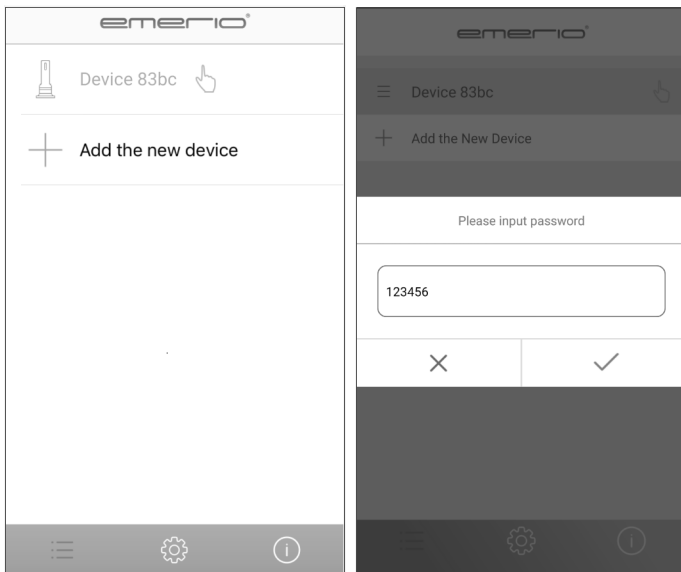 emerio®
Device 83bc
Add the new device
emerio®
Device 83bc
Add the New Device
Please input password
123456